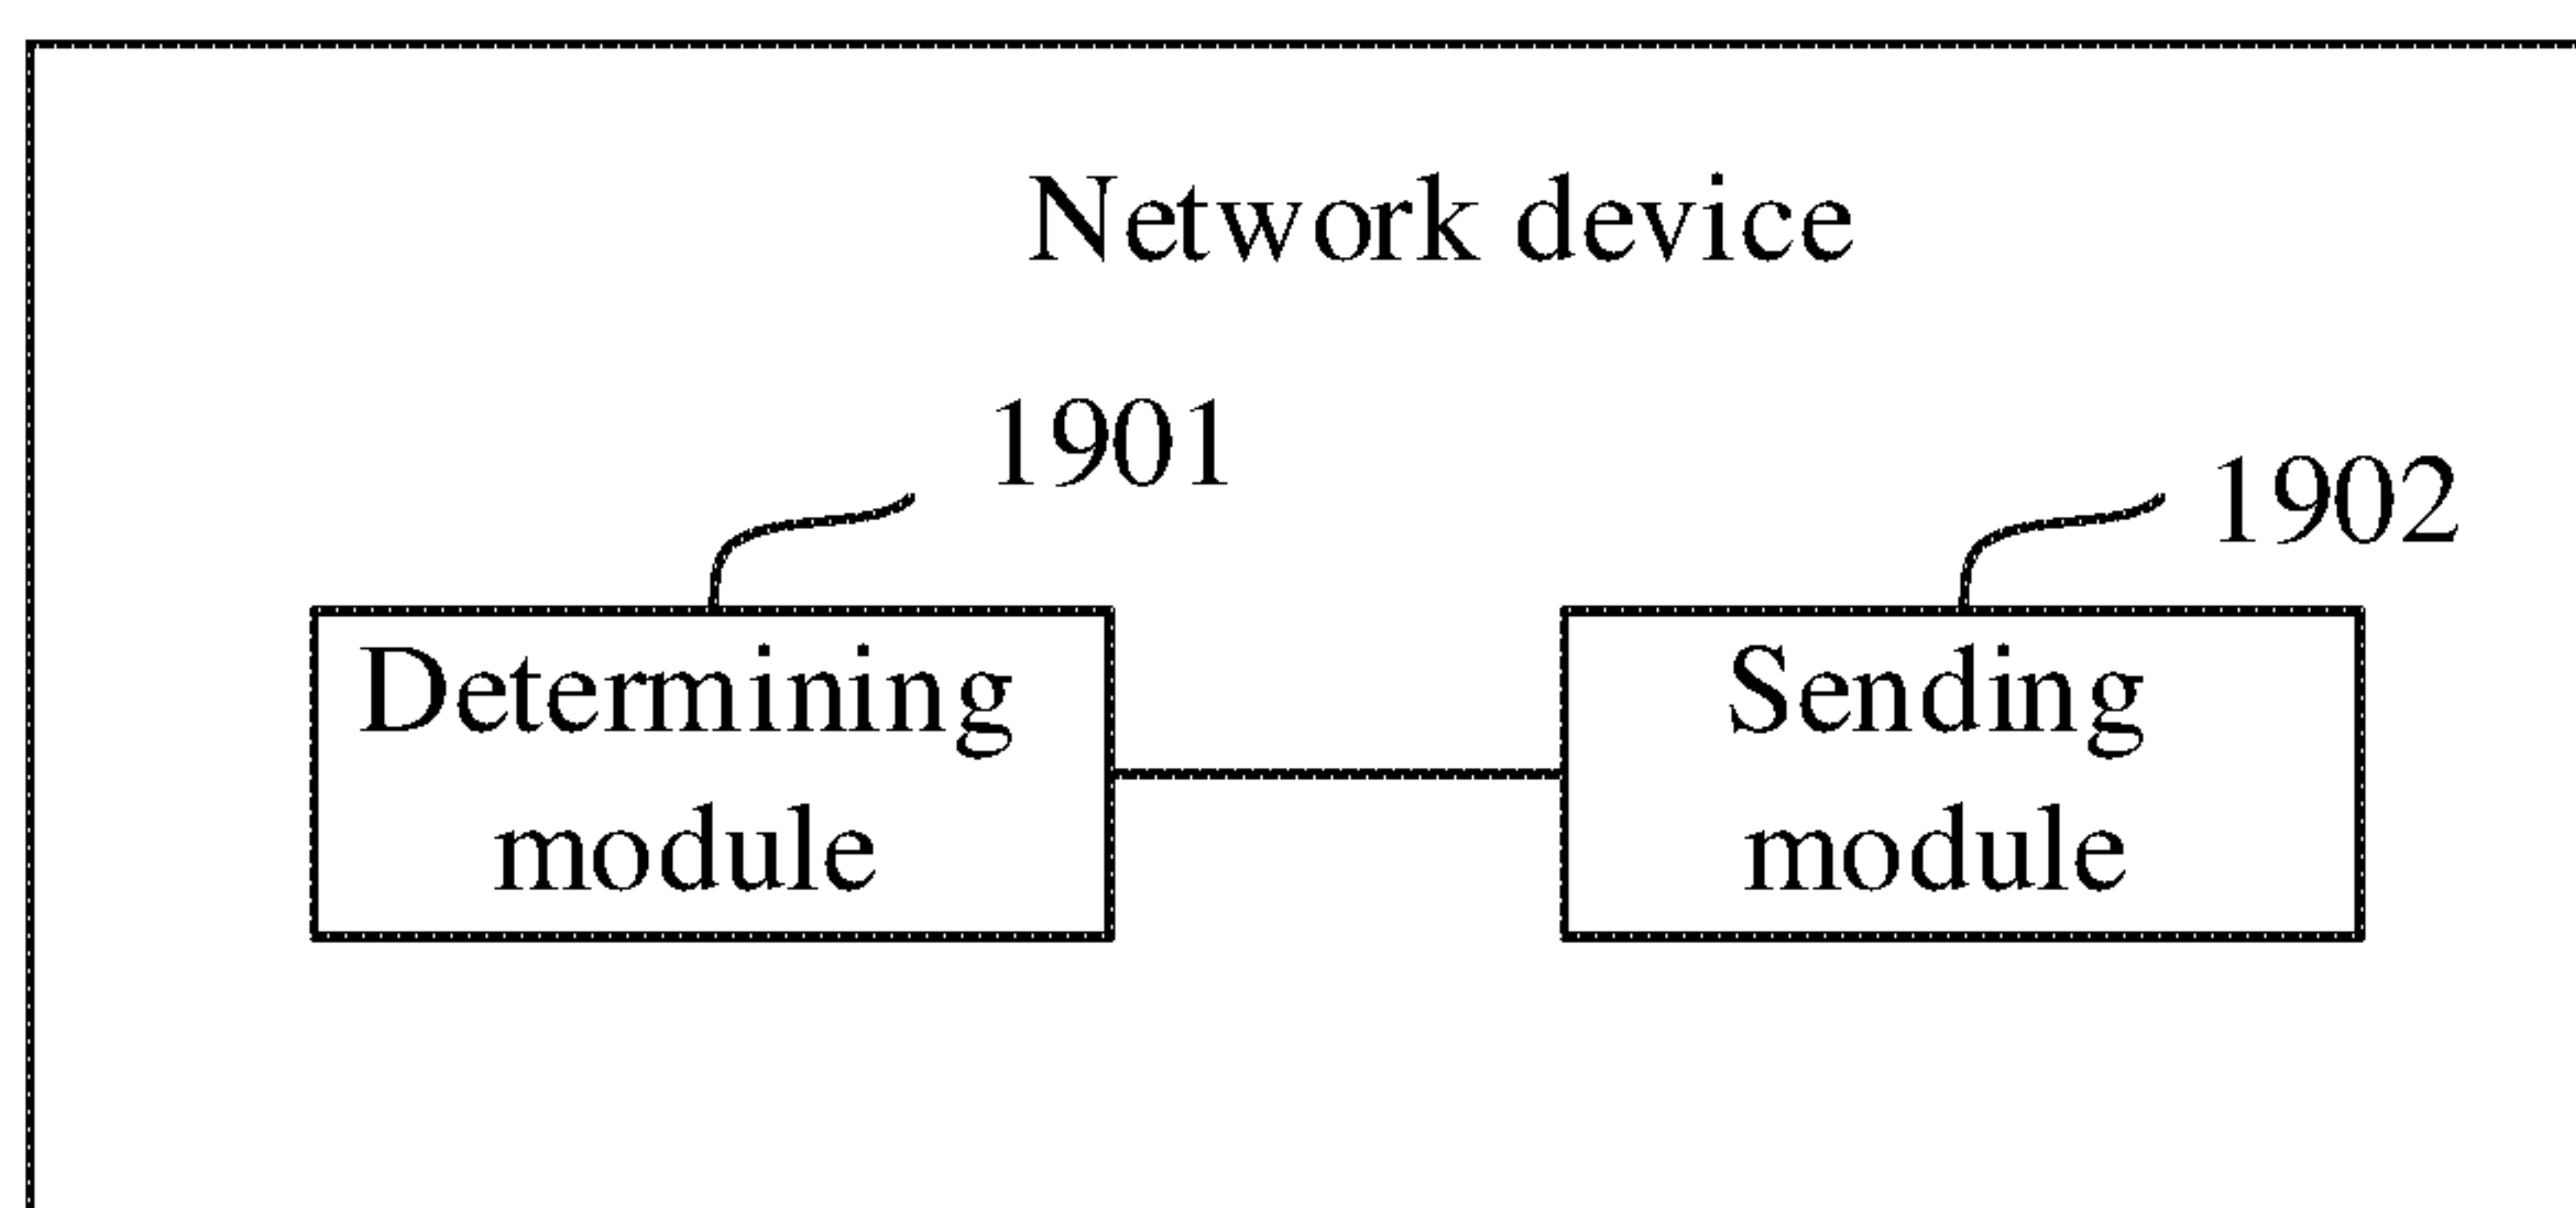 Network device
1901
1902
Determining
module
Sending
module